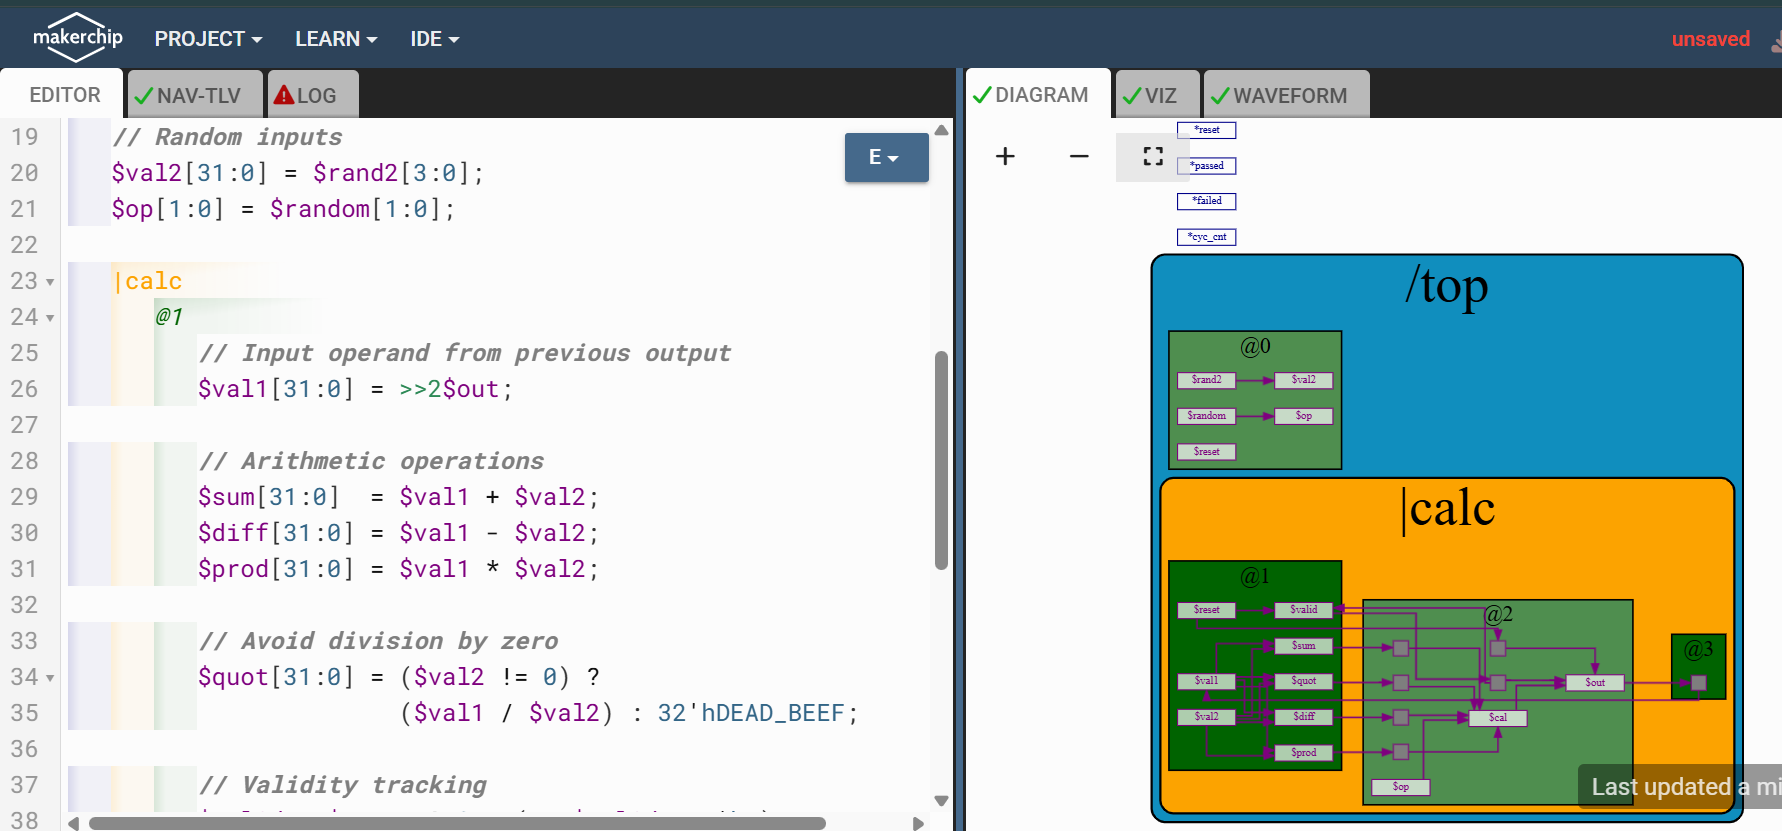 makerchip PROJECT LEARN IDE unsaved
EDITOR NAV-TLV LOG
19 // Random inputs
20 $val2[31:0] = $rand2[3:0];
21 $op[1:0] = $random[1:0];
22
23 |calc
24 @1
25 // Input operand from previous output
26 $val1[31:0] = >>2$out;
27
28 // Arithmetic operations
29 $sum[31:0]  = $val1 + $val2;
30 $diff[31:0] = $val1 - $val2;
31 $prod[31:0] = $val1 * $val2;
32
33 // Avoid division by zero
34 $quot[31:0] = ($val2 != 0) ?
35 ($val1 / $val2) : 32'hDEAD_BEEF;
36
37 // Validity tracking
38
E
DIAGRAM VIZ WAVEFORM
+ −
*reset
*passed
*failed
*cyc_cnt
/top
@0
$rand2 $val2
$random $op
$reset
|calc
@1
$reset $valid
$sum
$val1 $quot
$val2 $diff
$prod
@2
$out
$cal
$op
@3
Last updated a mi